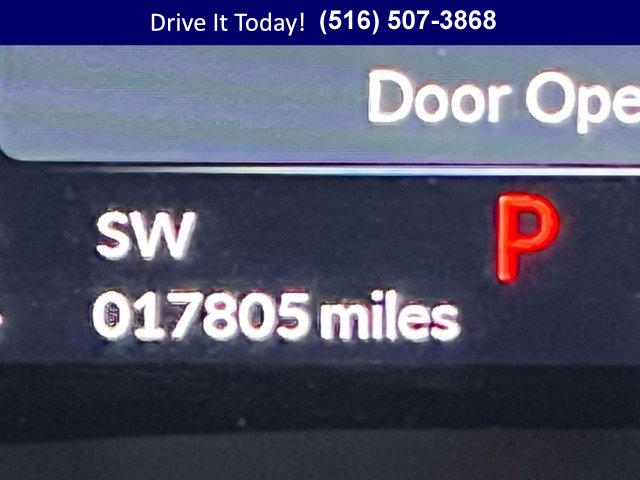 Drive It Today! (516) 507-3868
Door Ope
SW
P
017805 miles